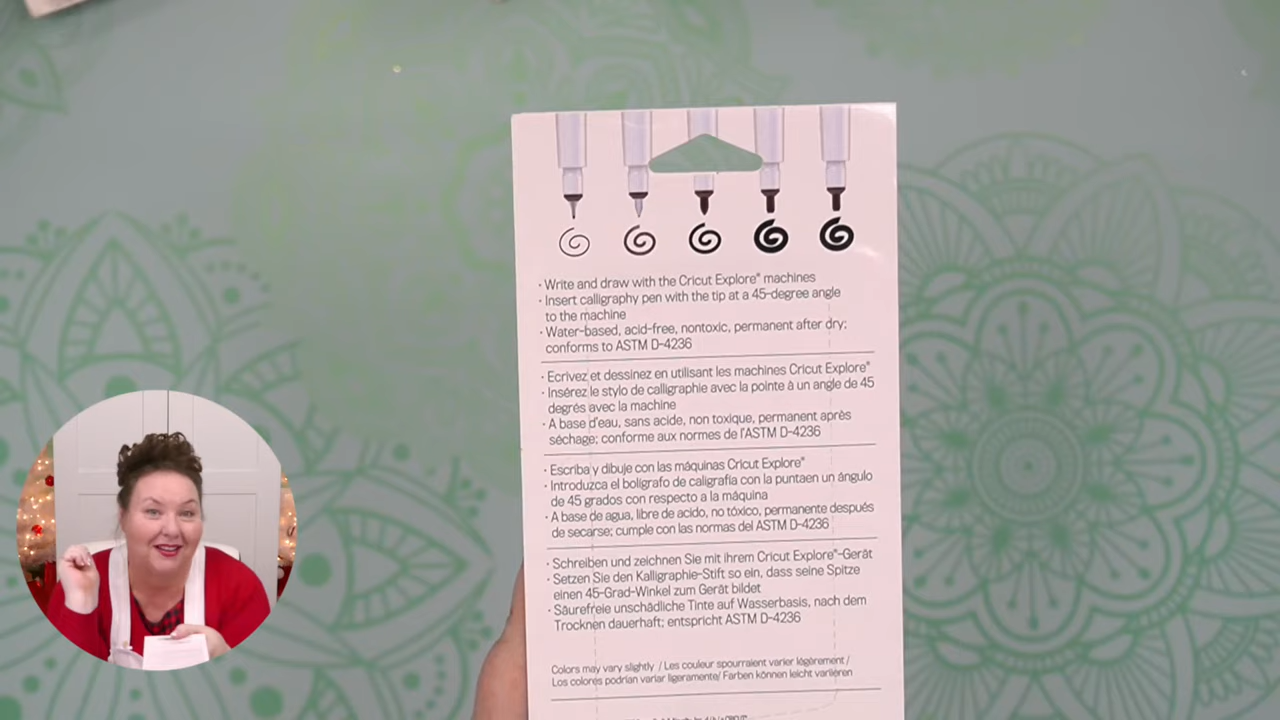 · Write and draw with the Cricut Explore® machines
· Insert calligraphy pen with the tip at a 45-degree angle
to the machine
· Water-based, acid-free, nontoxic, permanent after dry;
conforms to ASTM D-4236
· Ecrivez et dessinez en utilisant les machines Cricut Explore®
· Insérez le stylo de calligraphie avec la pointe à un angle de 45
degrés avec la machine
· A base d'eau, sans acide, non toxique, permanent après
séchage; conforme aux normes de l'ASTM D-4236
· Escriba y dibuje con las máquinas Cricut Explore®
· Introduzca el bolígrafo de caligrafía con la puntaen un ángulo
de 45 grados con respecto a la máquina
· A base de agua, libre de acido, no tóxico, permanente después
de secarse; cumple con las normas del ASTM D-4236
· Schreiben und zeichnen Sie mit ihrem Cricut Explore®-Gerät
· Setzen Sie den Kalligraphie-Stift so ein, dass seine Spitze
einen 45-Grad-Winkel zum Gerät bildet
· Säurefreie unschädliche Tinte auf Wasserbasis, nach dem
Trocknen dauerhaft; entspricht ASTM D-4236
Colors may vary slightly / Les couleur spourraient varier légèrement /
Los colores podrían variar ligeramente/ Farben können leicht variieren